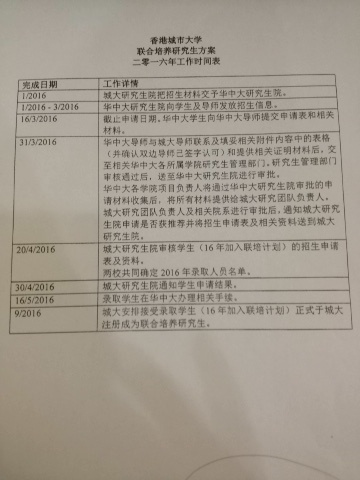 香港城市大学
联合培养研究生方案
二零一六年工作时间表
完成日期 工作详情
1/2016 城大研究生院把招生材料交予华中大研究生院。
1/2016 - 3/2016 华中大研究生院向学生及导师发放招生信息。
16/3/2016 截止申请日期。华中大学生向华中大导师提交申请表和相关
材料。
31/3/2016 华中大导师与城大导师联系及填妥相关附件内容中的表格
（并确认双边导师已签字认可）和提供相关证明材料后，交
至相关华中大各所属学院研究生管理部门。研究生管理部门
审核通过后，送至华中大研究生院进行审批。
华中大各学院项目负责人将通过华中大研究生院审批的申
请材料收集后，将所有材料提供给城大研究团队负责人。
城大研究团队负责人及相关院系进行审批后，通知城大研究
生院申请是否获推荐并将招生申请表及相关资料送到城大
研究生院。
20/4/2016 城大研究生院审核学生（16 年加入联培计划）的招生申请
表及资料。
两校共同确定 2016 年录取人员名单。
30/4/2016 城大研究生院通知学生申请结果。
16/5/2016 录取学生在华中大办理相关手续。
9/2016 城大安排接受录取学生（16 年加入联培计划）正式于城大
注册成为联合培养研究生。